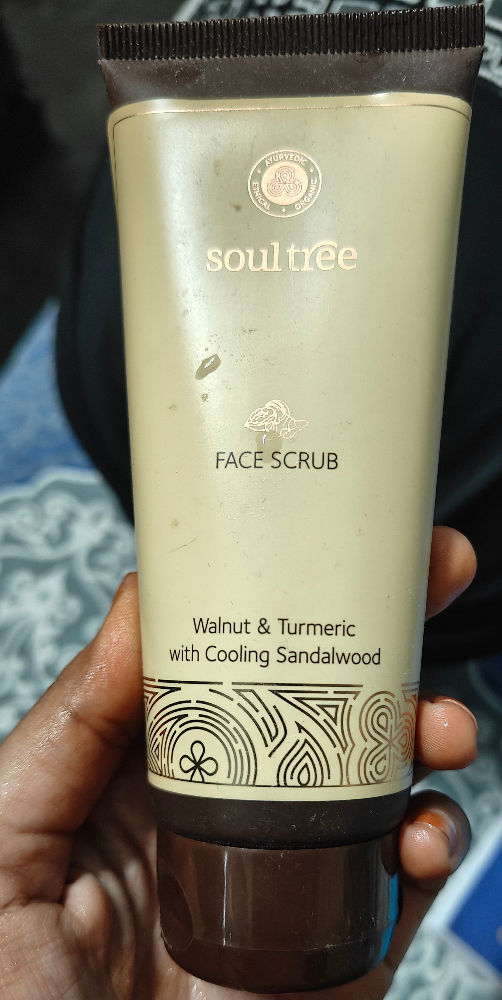 AYURVEDIC
ETHICAL
ORGANIC
soultree
FACE SCRUB
Walnut & Turmeric
with Cooling Sandalwood